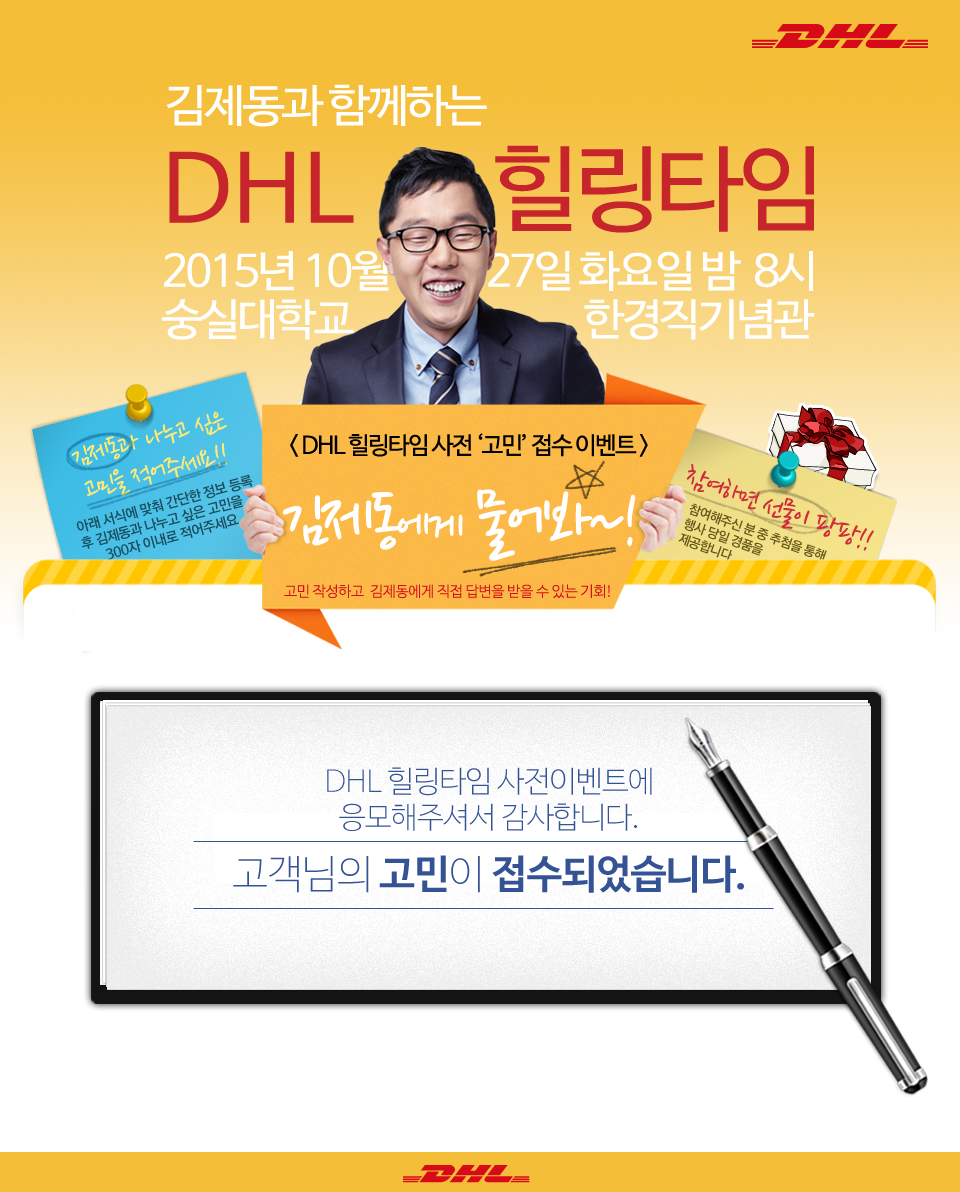 DHL
김제동과 함께하는
DHL 힐링타임
2015년 10월 27일 화요일 밤 8시
숭실대학교 한경직기념관
김제동과 나누고 싶은
고민을 적어주세요!!
아래 서식에 맞춰 간단한 정보 등록
후 김제동과 나누고 싶은 고민을
300자 이내로 적어주세요.
< DHL 힐링타임 사전 ‘고민’ 접수 이벤트 >
김제동에게 물어봐~!
고민 작성하고 김제동에게 직접 답변을 받을 수 있는 기회!
참여하면 선물이 팡팡!!
참여해주신 분 중 추첨을 통해
행사 당일 경품을
제공합니다
DHL 힐링타임 사전이벤트에
응모해주셔서 감사합니다.
고객님의 고민이 접수되었습니다.
DHL